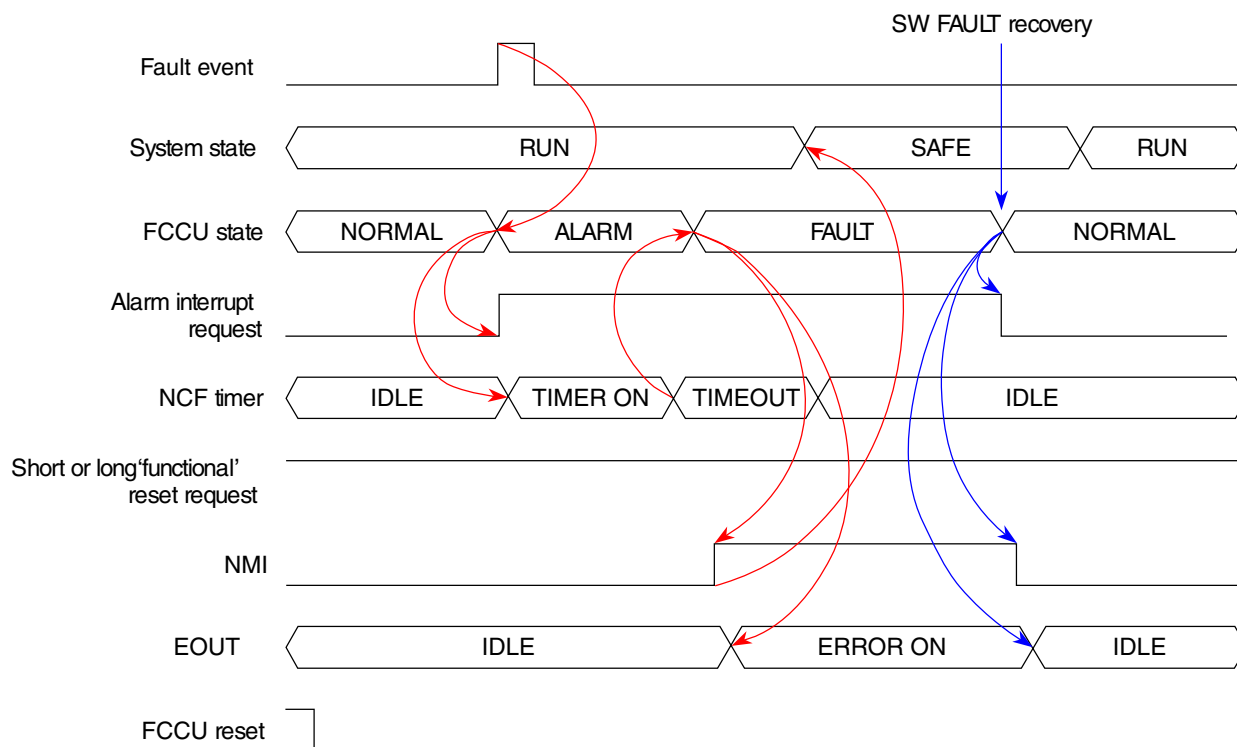 SW FAULT recovery
Fault event
System state
RUN
SAFE
RUN
FCCU state
NORMAL
ALARM
FAULT
NORMAL
Alarm interrupt
request
NCF timer
IDLE
TIMER ON
TIMEOUT
IDLE
Short or long‘functional’
reset request
NMI
EOUT
IDLE
ERROR ON
IDLE
FCCU reset